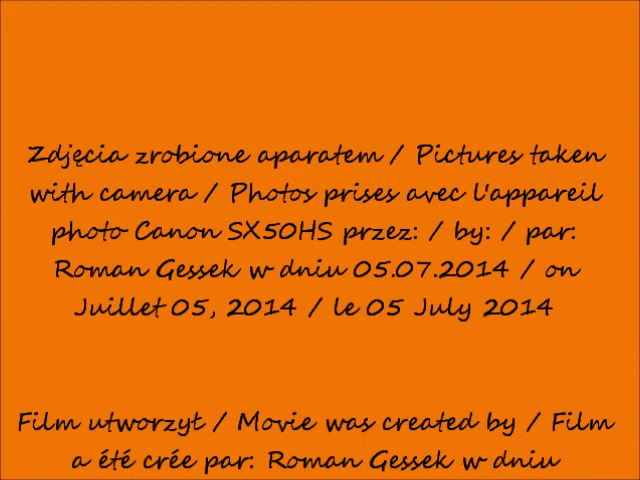 Zdjęcia zrobione aparatem / Pictures taken
with camera / Photos prises avec l'appareil
photo Canon SX50HS przez: / by: / par:
Roman Gessek w dniu 05.07.2014 / on
Juillet 05, 2014 / le 05 July 2014
Film utworzył / Movie was created by / Film
a été crée par: Roman Gessek w dniu